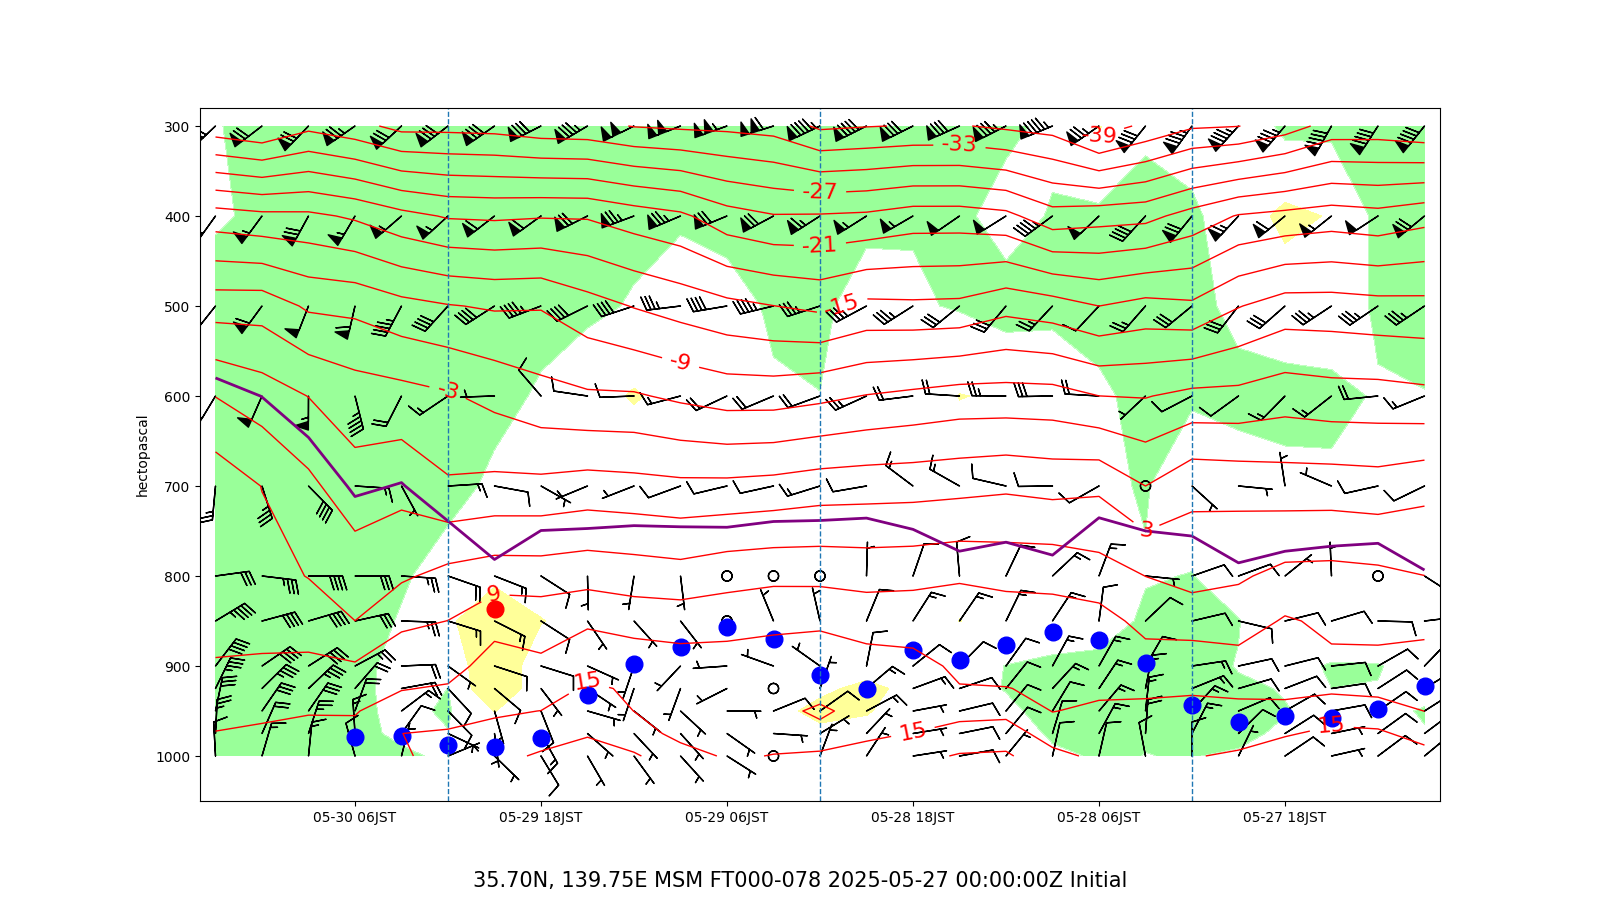 300
400
500
600
700
800
900
1000
hectopascal
39
-33
-27
-21
15
-9
-3
3
9
15
15
15
05-30 06JST
05-29 18JST
05-29 06JST
05-28 18JST
05-28 06JST
05-27 18JST
35.70N, 139.75E MSM FT000-078 2025-05-27 00:00:00Z Initial